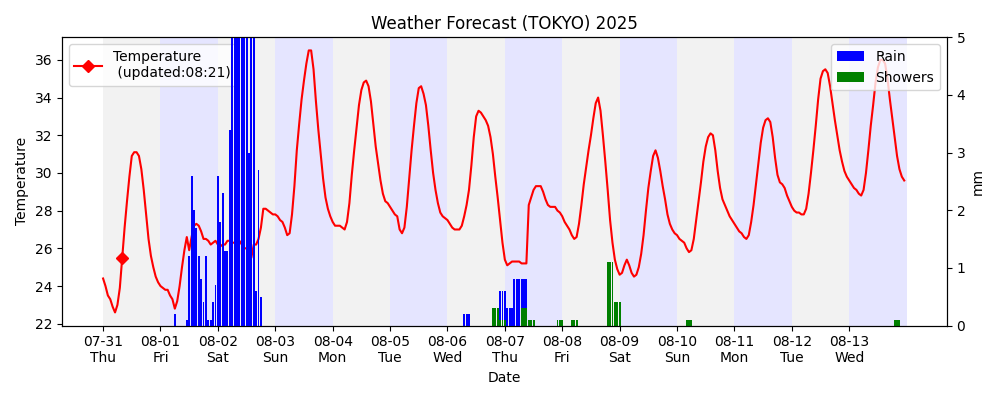 Weather Forecast (TOKYO) 2025
Temperature
(updated:08:21)
Rain
Showers
Temperature
36
34
32
30
28
26
24
22
5
4
3
2
1
0
mm
07-31 08-01 08-02 08-03 08-04 08-05 08-06 08-07 08-08 08-09 08-10 08-11 08-12 08-13
Thu Fri Sat Sun Mon Tue Wed Thu Fri Sat Sun Mon Tue Wed
Date